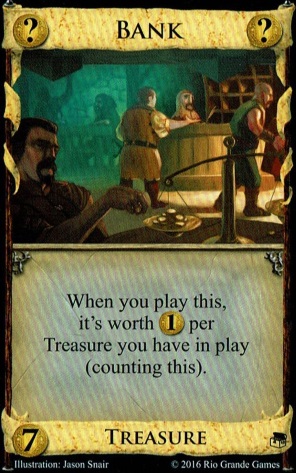 ? BANK ?
When you play this,
it's worth 1 per
Treasure you have in play
(counting this).
7 TREASURE
Illustration: Jason Snair © 2016 Rio Grande Games